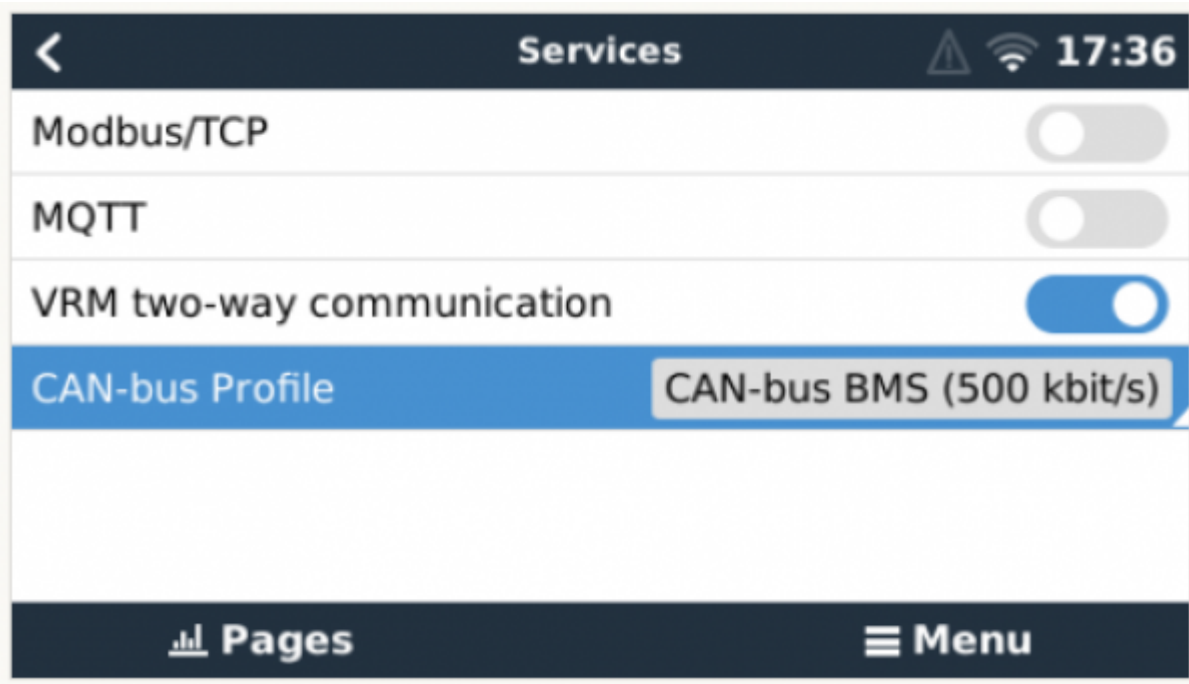 Services 17:36
Modbus/TCP
MQTT
VRM two-way communication
CAN-bus Profile CAN-bus BMS (500 kbit/s)
Pages Menu